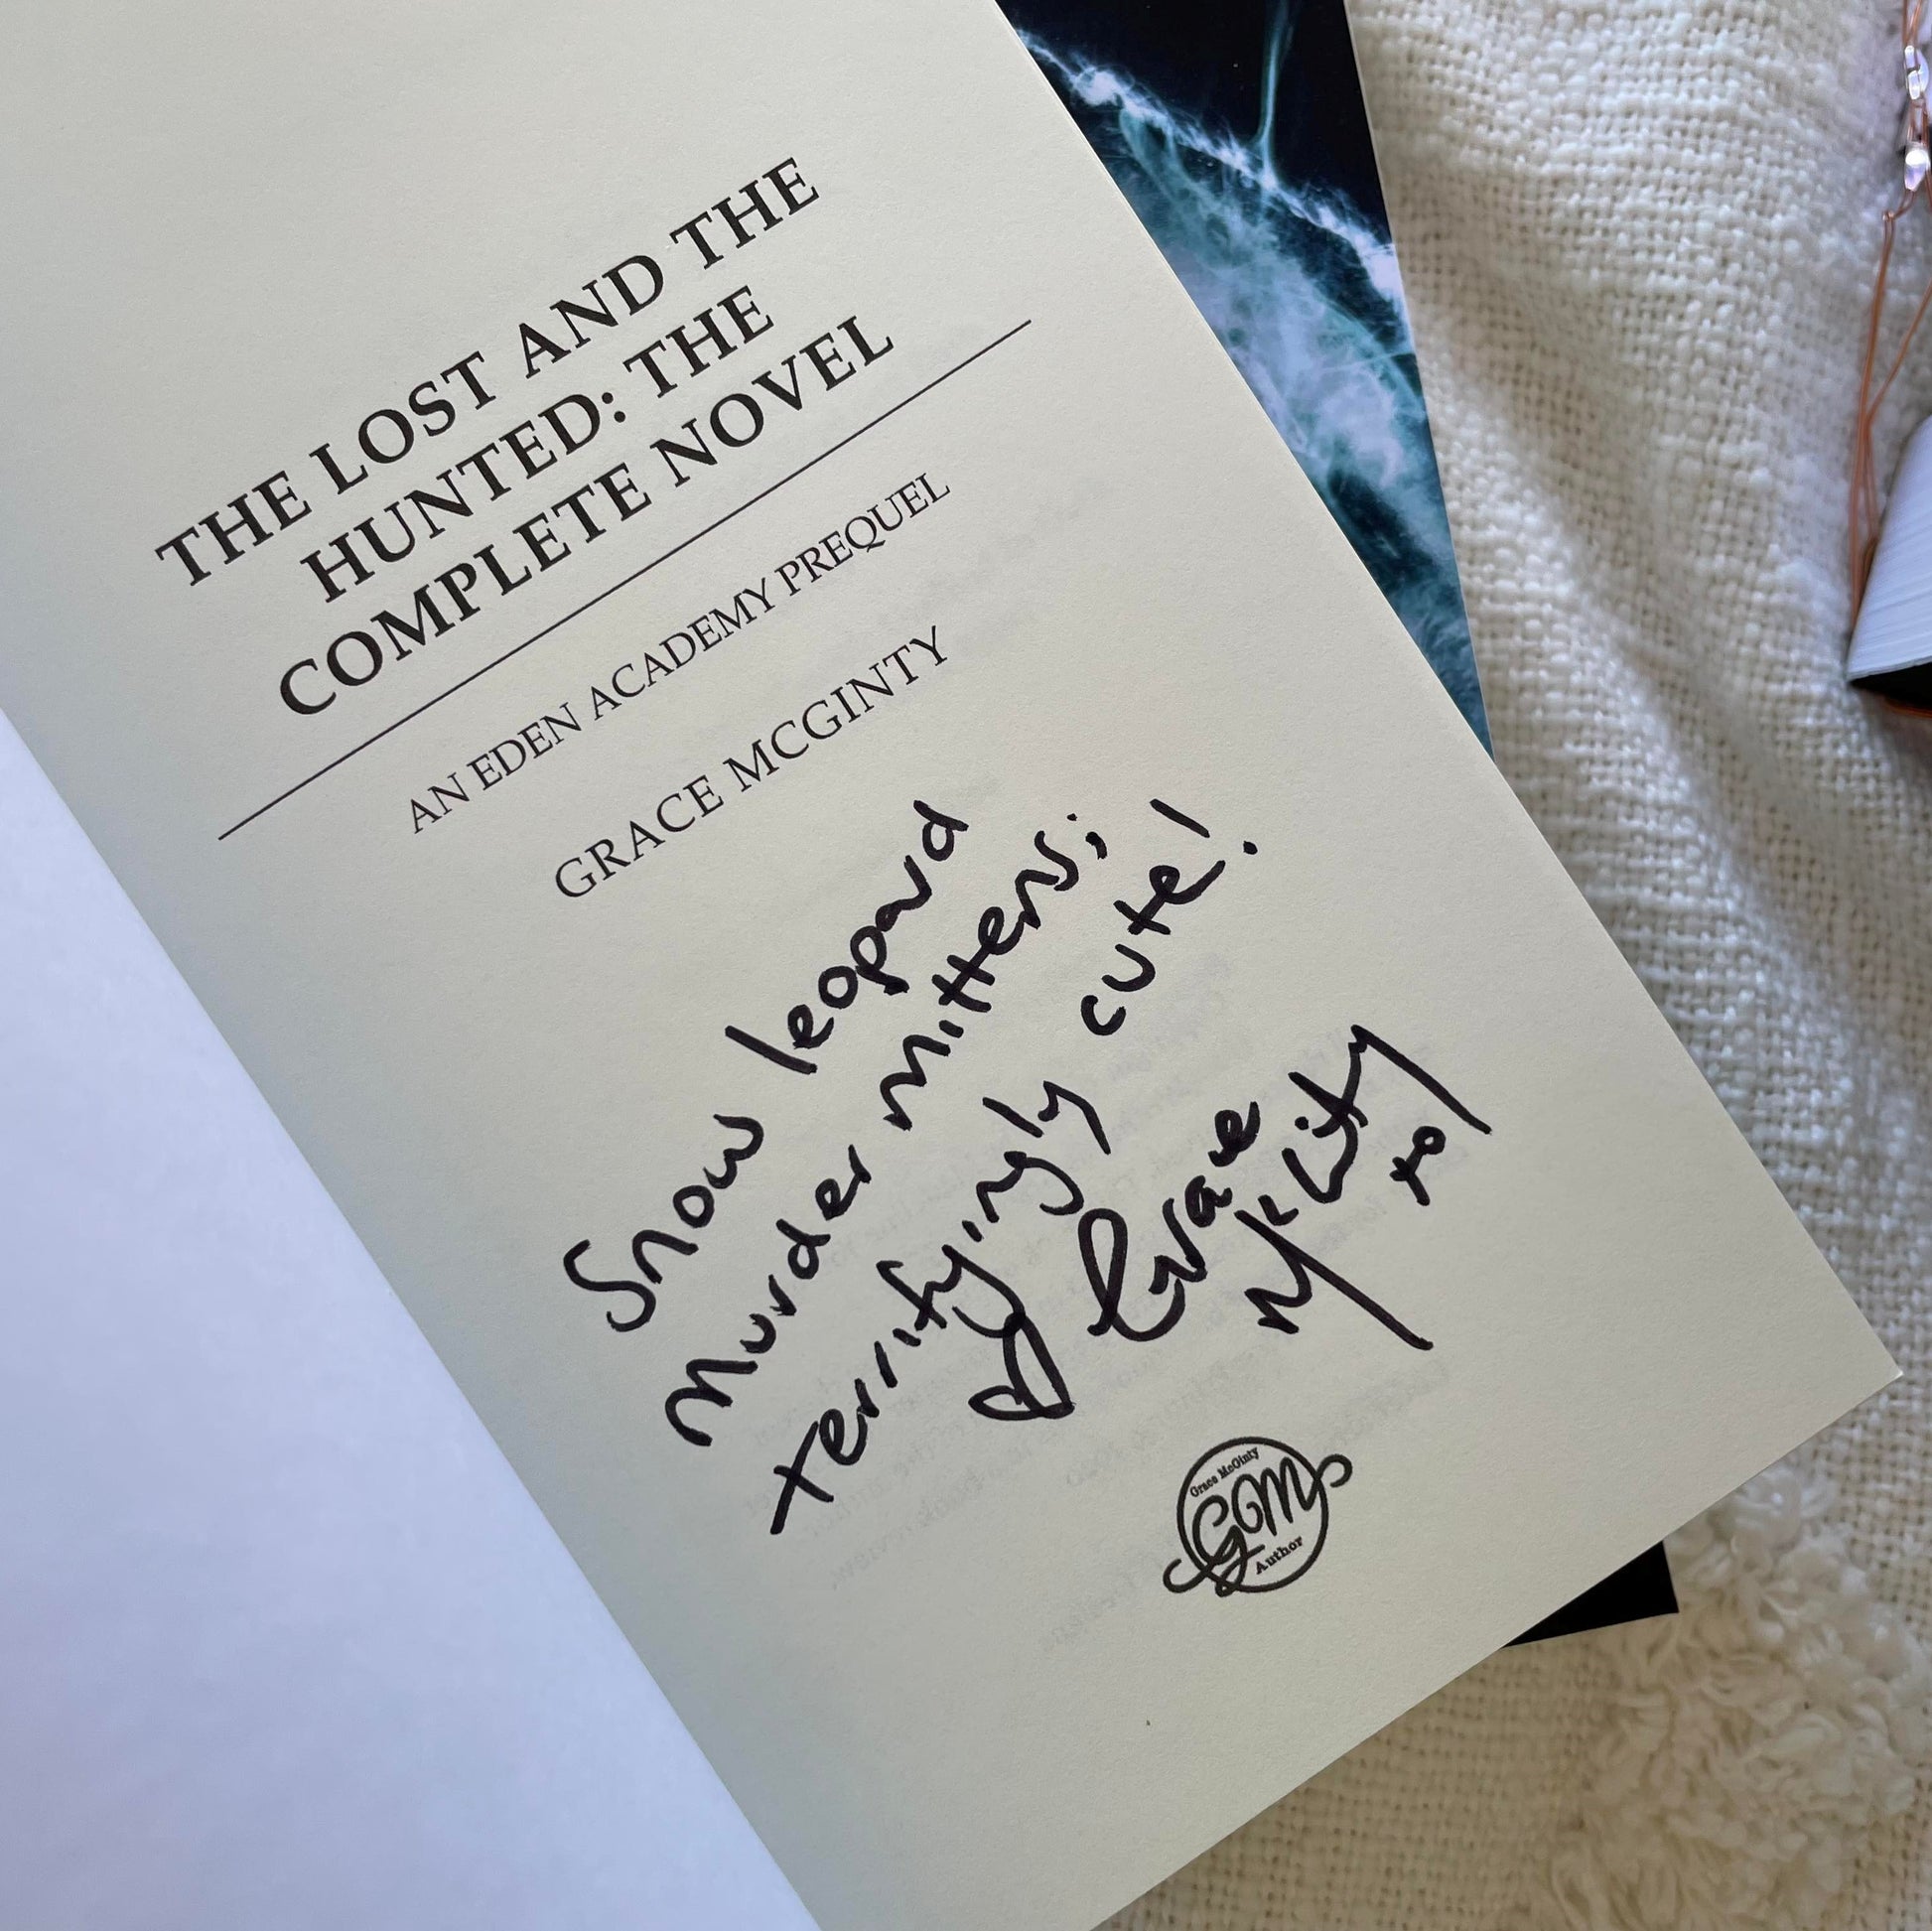 THE LOST AND THE
HUNTED: THE
COMPLETE NOVEL
AN EDEN ACADEMY PREQUEL
GRACE MCGINTY
Snow leopard
Murder Mittens;
terrifyingly cute!
Grace
McGinty
xo
Grace McGinty
GM
Author